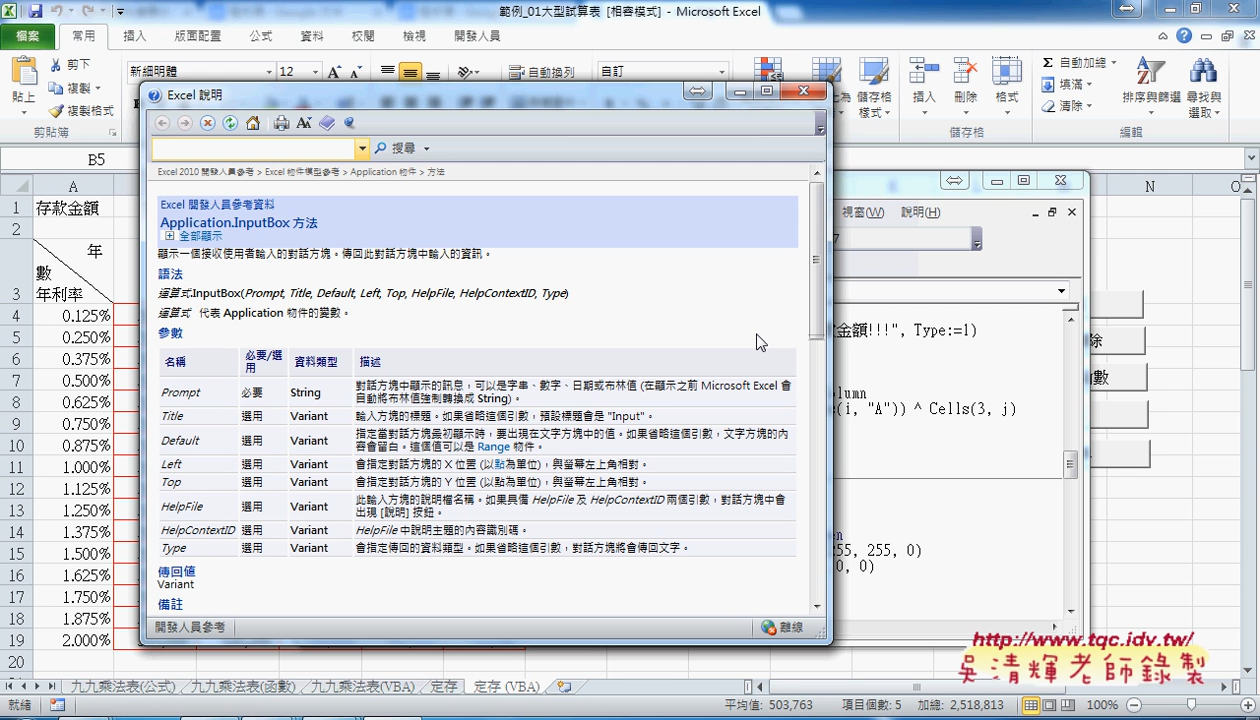 範例_01大型試算表 [相容模式] - Microsoft Excel
檔案 常用 插入 版面配置 公式 資料 校閱 檢視 開發人員
剪下
複製
複製格式
貼上
剪貼簿
新細明體 12
自動換列 自訂
儲存格樣式
插入 刪除 格式
儲存格
自動加總
填滿
清除
排序與篩選 尋找與選取
編輯
B5
Excel 說明
搜尋
Excel 2010 開發人員參考 > Excel 物件模型參考 > Application 物件 > 方法
Excel 開發人員參考資料
Application.InputBox 方法
全部顯示
顯示一個接收使用者輸入的對話方塊。傳回此對話方塊中輸入的資訊。
語法
運算式.InputBox(Prompt, Title, Default, Left, Top, HelpFile, HelpContextID, Type)
運算式 代表 Application 物件的變數。
參數
名稱 必要/選用 資料類型 描述
Prompt 必要 String 對話方塊中顯示的訊息，可以是字串、數字、日期或布林值 (在顯示之前 Microsoft Excel 會自動將布林值強制轉換成 String)。
Title 選用 Variant 輸入方塊的標題。如果省略這個引數，預設標題會是 "Input"。
Default 選用 Variant 指定當對話方塊最初顯示時，要出現在文字方塊中的值。如果省略這個引數，文字方塊的內容會留白。這個值可以是 Range 物件。
Left 選用 Variant 會指定對話方塊的 X 位置 (以點為單位)，與螢幕左上角相對。
Top 選用 Variant 會指定對話方塊的 Y 位置 (以點為單位)，與螢幕左上角相對。
HelpFile 選用 Variant 此輸入方塊的說明檔名稱。如果具備 HelpFile 及 HelpContextID 兩個引數，對話方塊中會出現 [說明] 按鈕。
HelpContextID 選用 Variant HelpFile 中說明主題的內容識別碼。
Type 選用 Variant 會指定傳回的資料類型。如果省略這個引數，對話方塊將會傳回文字。
傳回值
Variant
備註
開發人員參考 離線
視窗(W) 說明(H)
金額!!!", Type:=1)
lumn
(i, "A")) ^ Cells(3, j)
55, 255, 0)
0, 0)
除
數
A N O
1 存款金額
2
年
數
3 年利率
4 0.125%
5 0.250%
6 0.375%
7 0.500%
8 0.625%
9 0.750%
10 0.875%
11 1.000%
12 1.125%
13 1.250%
14 1.375%
15 1.500%
16 1.625%
17 1.750%
18 1.875%
19 2.000%
20
http://www.tqc.idv.tw/
吳清輝老師錄製
九九乘法表(公式) 九九乘法表(函數) 九九乘法表(VBA) 定存 定存 (VBA)
就緒 平均值: 503,763 項目個數: 5 加總: 2,518,813 100%